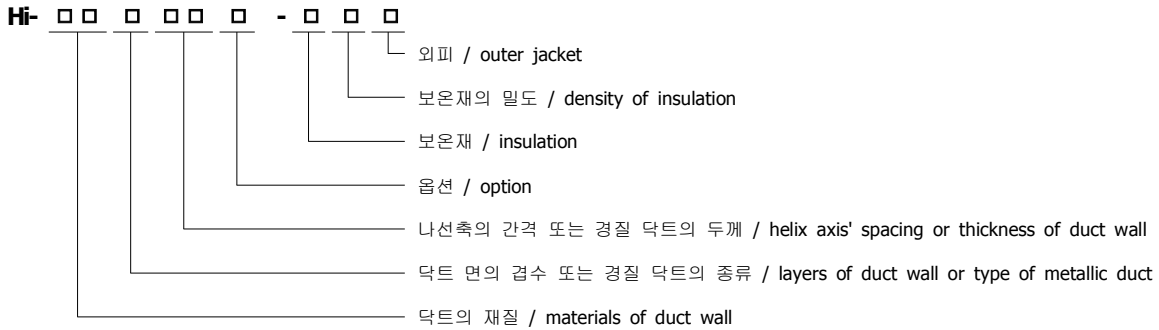 Hi- □□ □ □□ □ - □ □ □
외피 / outer jacket
보온재의 밀도 / density of insulation
보온재 / insulation
옵션 / option
나선축의 간격 또는 경질 닥트의 두께 / helix axis' spacing or thickness of duct wall
닥트 면의 겹수 또는 경질 닥트의 종류 / layers of duct wall or type of metallic duct
닥트의 재질 / materials of duct wall